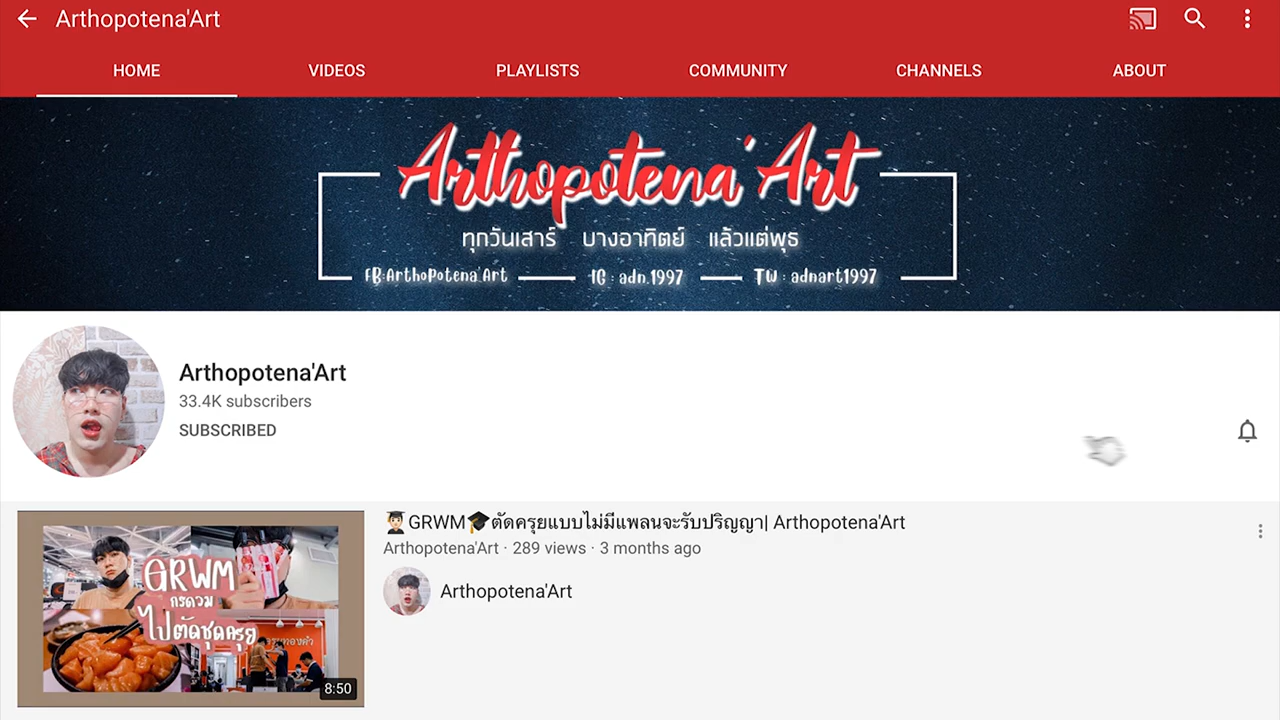 Arthopotena'Art
HOME VIDEOS PLAYLISTS COMMUNITY CHANNELS ABOUT
Arthopotena'Art
ทุกวันเสาร์ บางอาทิตย์ แล้วแต่พุธ
FB:ArthoPotena'Art IG : adn.1997 TW : adnart1997
Arthopotena'Art
33.4K subscribers
SUBSCRIBED
GRWM
กรดวม
ไปตัดชุดครุย
8:50
GRWM ตัดครุยแบบไม่มีแพลนจะรับปริญญา| Arthopotena'Art
Arthopotena'Art · 289 views · 3 months ago
Arthopotena'Art